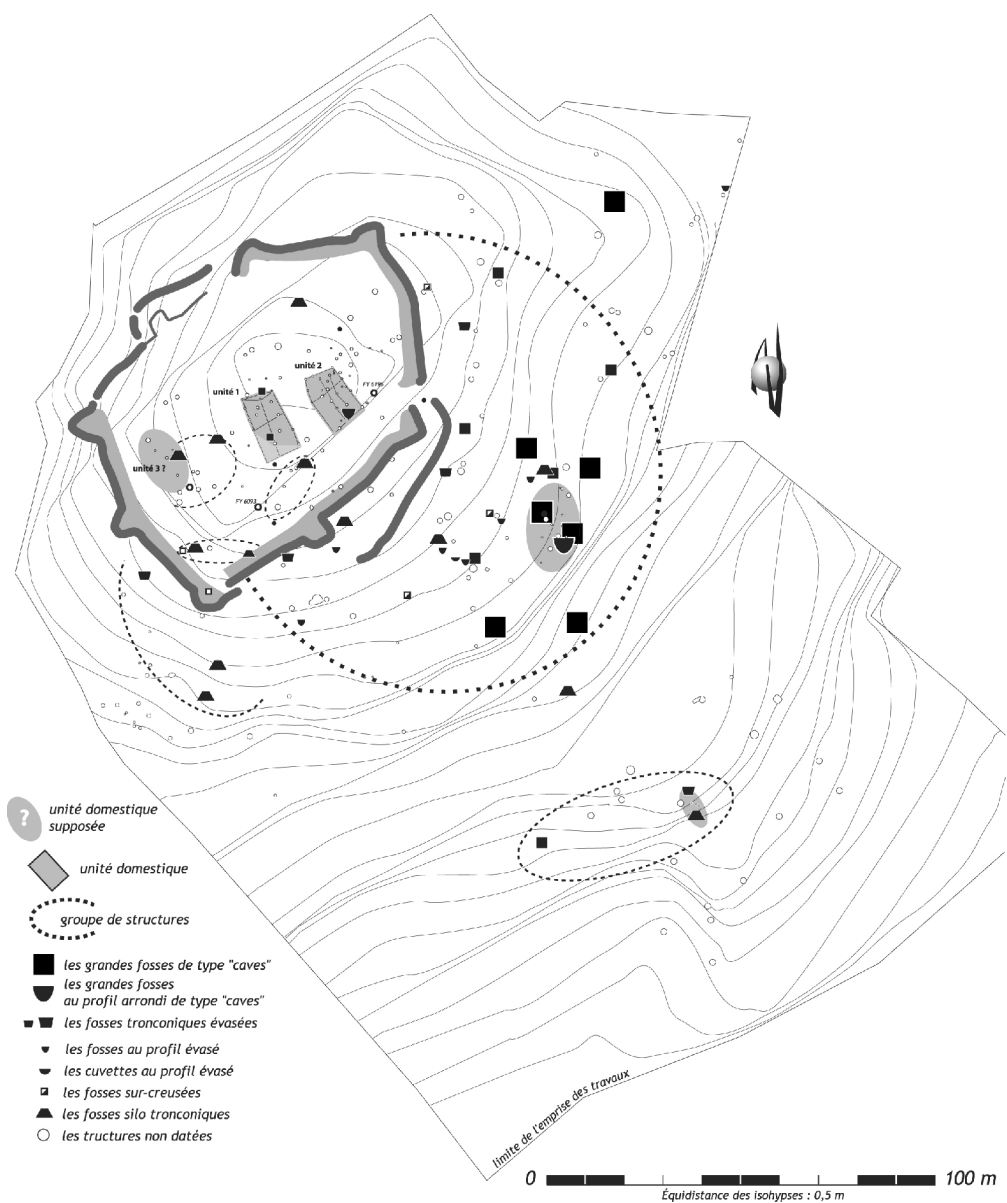 unité 2
unité 1
FY 6196
unité 3 ?
FY 6093
?
unité domestique
supposée
unité domestique
groupe de structures
les grandes fosses de type "caves"
les grandes fosses
au profil arrondi de type "caves"
les fosses tronconiques évasées
les fosses au profil évasé
les cuvettes au profil évasé
les fosses sur-creusées
les fosses silo tronconiques
les tructures non datées
limite de l'emprise des travaux
0
100 m
Équidistance des isohypses : 0,5 m